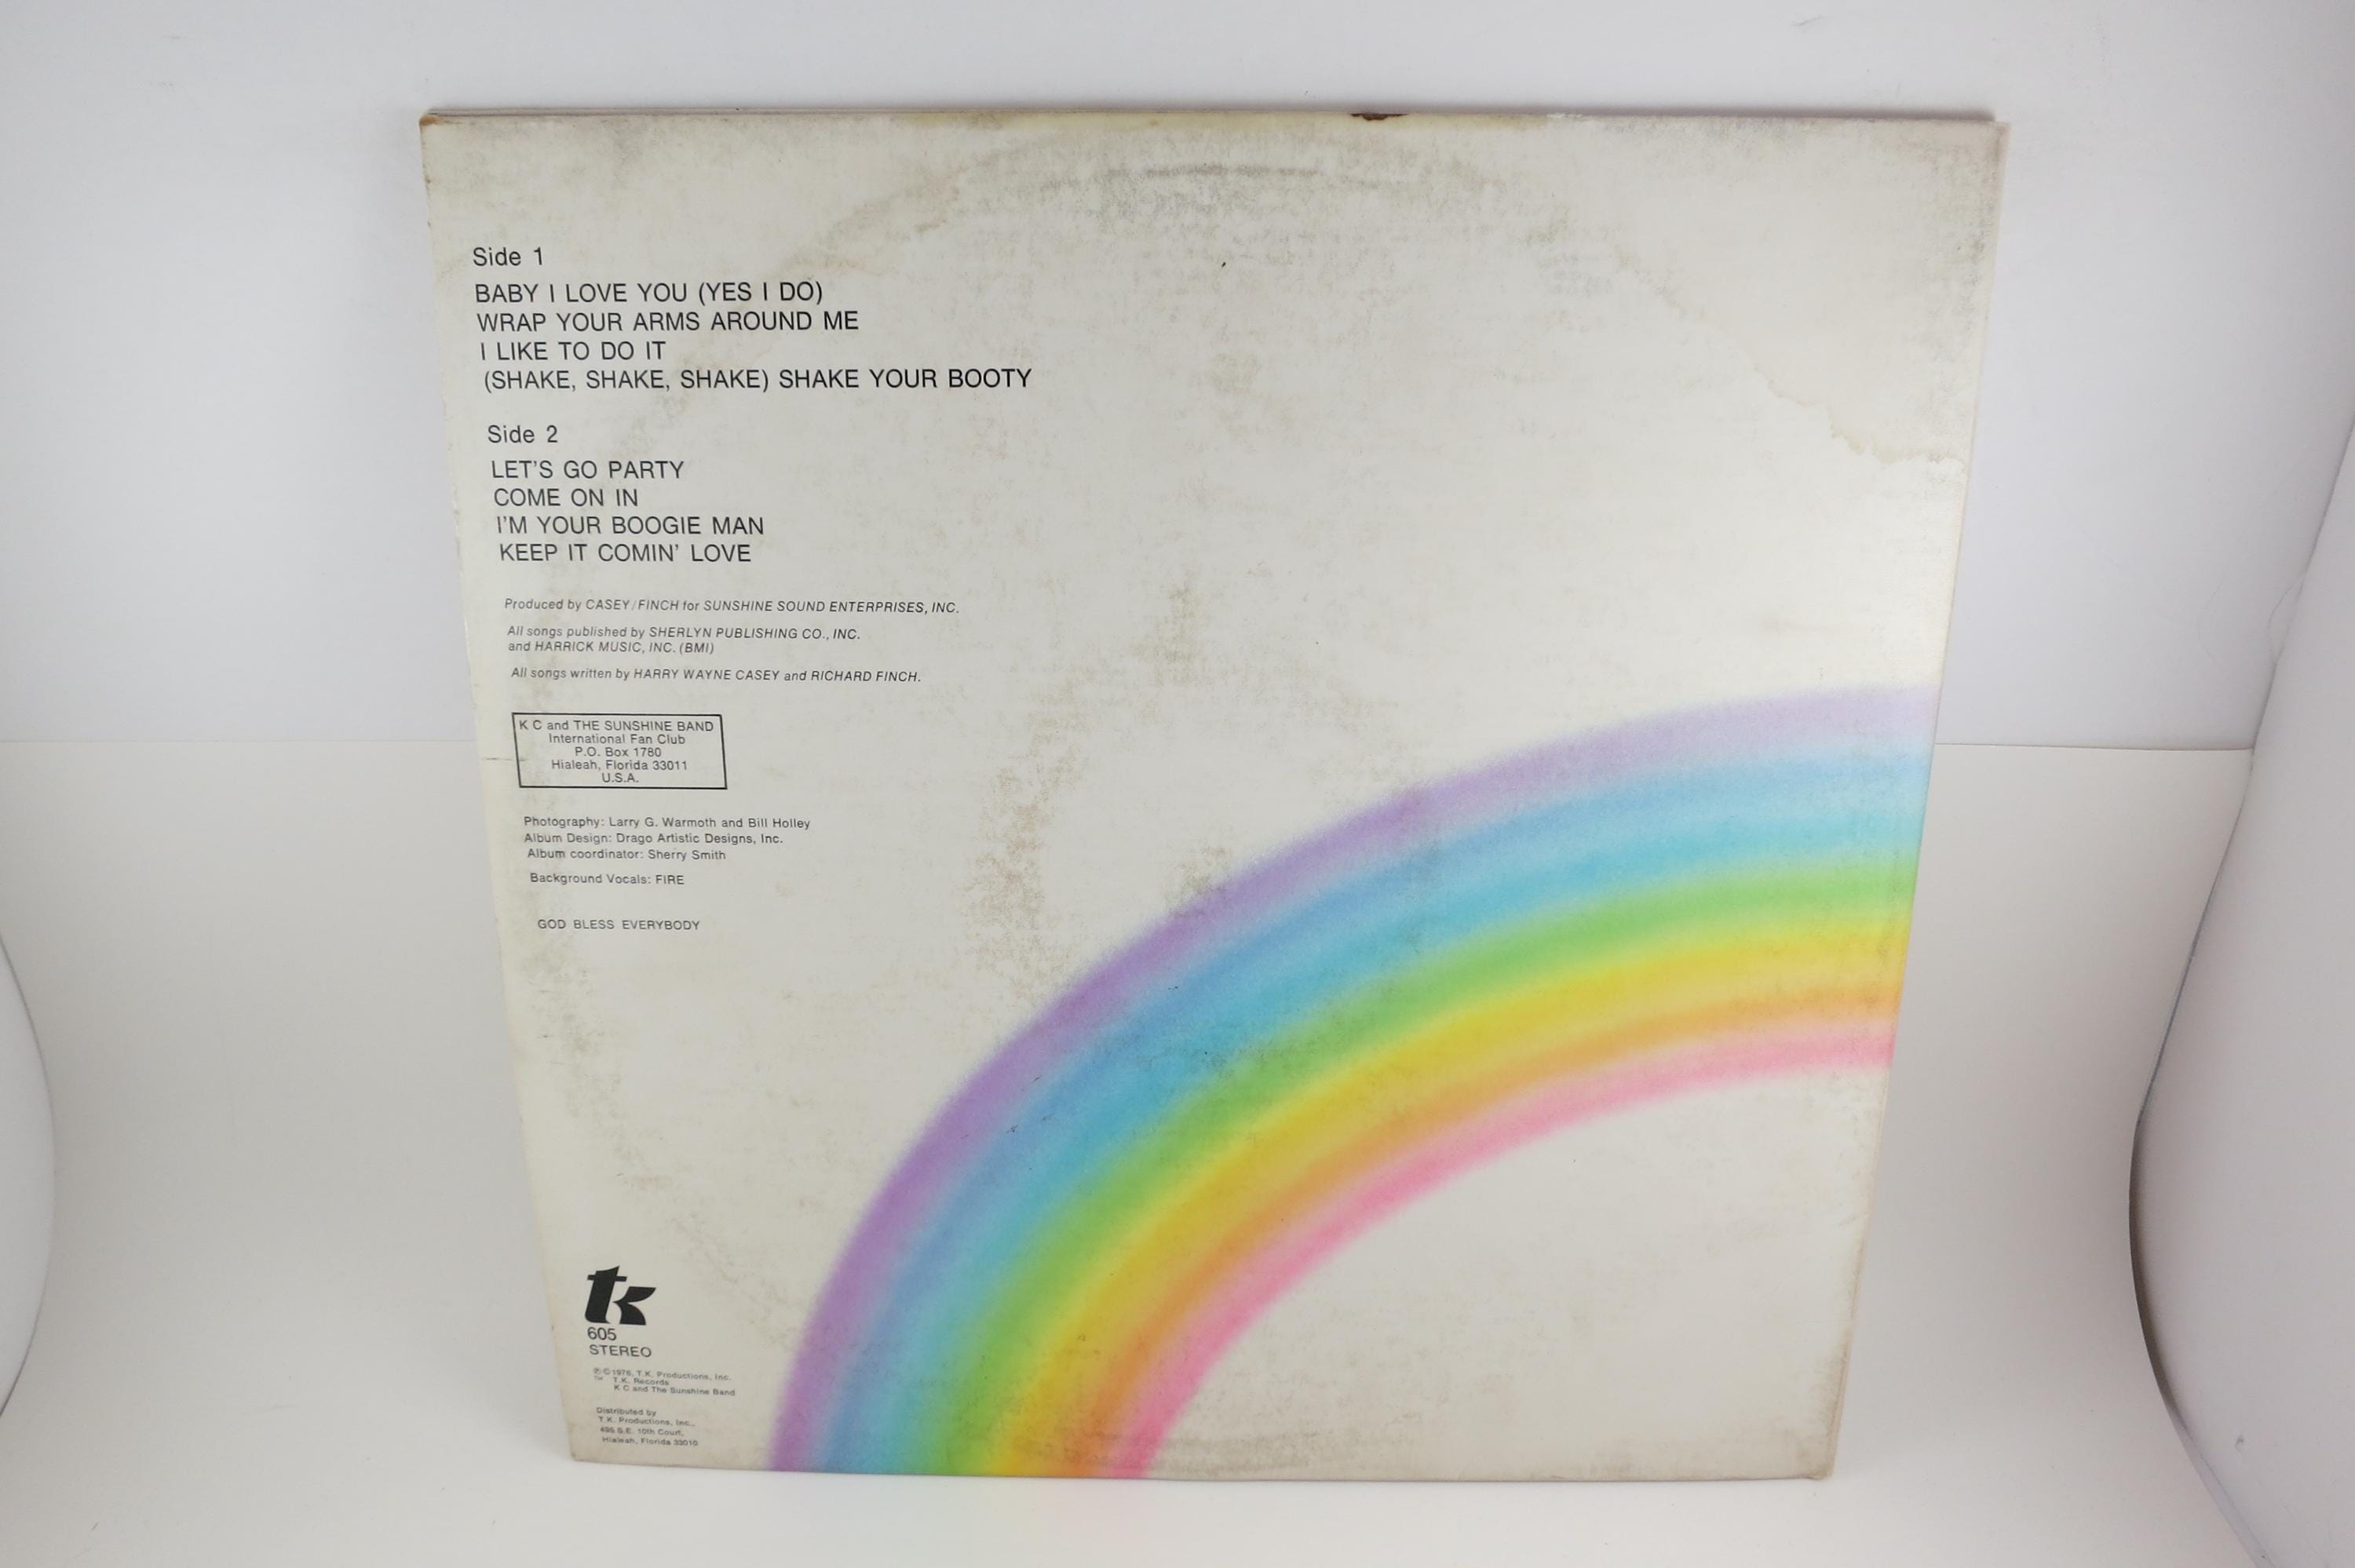 Side 1
BABY I LOVE YOU (YES I DO)
WRAP YOUR ARMS AROUND ME
I LIKE TO DO IT
(SHAKE, SHAKE, SHAKE) SHAKE YOUR BOOTY
Side 2
LET'S GO PARTY
COME ON IN
I'M YOUR BOOGIE MAN
KEEP IT COMIN' LOVE
Produced by CASEY/FINCH for SUNSHINE SOUND ENTERPRISES, INC.
All songs published by SHERLYN PUBLISHING CO., INC.
and HARRICK MUSIC, INC. (BMI)
All songs written by HARRY WAYNE CASEY and RICHARD FINCH.
K C and THE SUNSHINE BAND
International Fan Club
P.O. Box 1780
Hialeah, Florida 33011
U.S.A.
Photography: Larry G. Warmoth and Bill Holley
Album Design: Drago Artistic Designs, Inc.
Album coordinator: Sherry Smith
Background Vocals: FIRE
GOD BLESS EVERYBODY
tk
605
STEREO
℗©1976, T.K. Productions, Inc.
™ T.K. Records
K C and The Sunshine Band
Distributed by
T.K. Productions, Inc.,
495 S.E. 10th Court,
Hialeah, Florida 33010